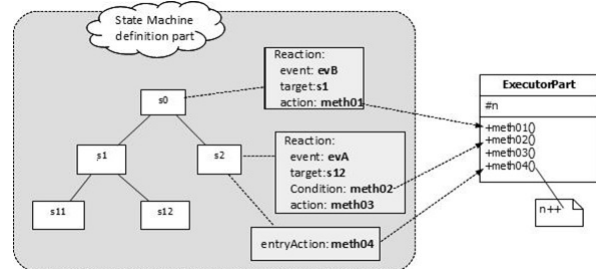 State Machine
definition part
Reaction:
event: evB
target:s1
action: meth01
s0
s1
s2
s11
s12
Reaction:
event: evA
target:s12
Condition: meth02
action: meth03
entryAction: meth04
ExecutorPart
#n
+meth01()
+meth02()
+meth03()
+meth04()
n++